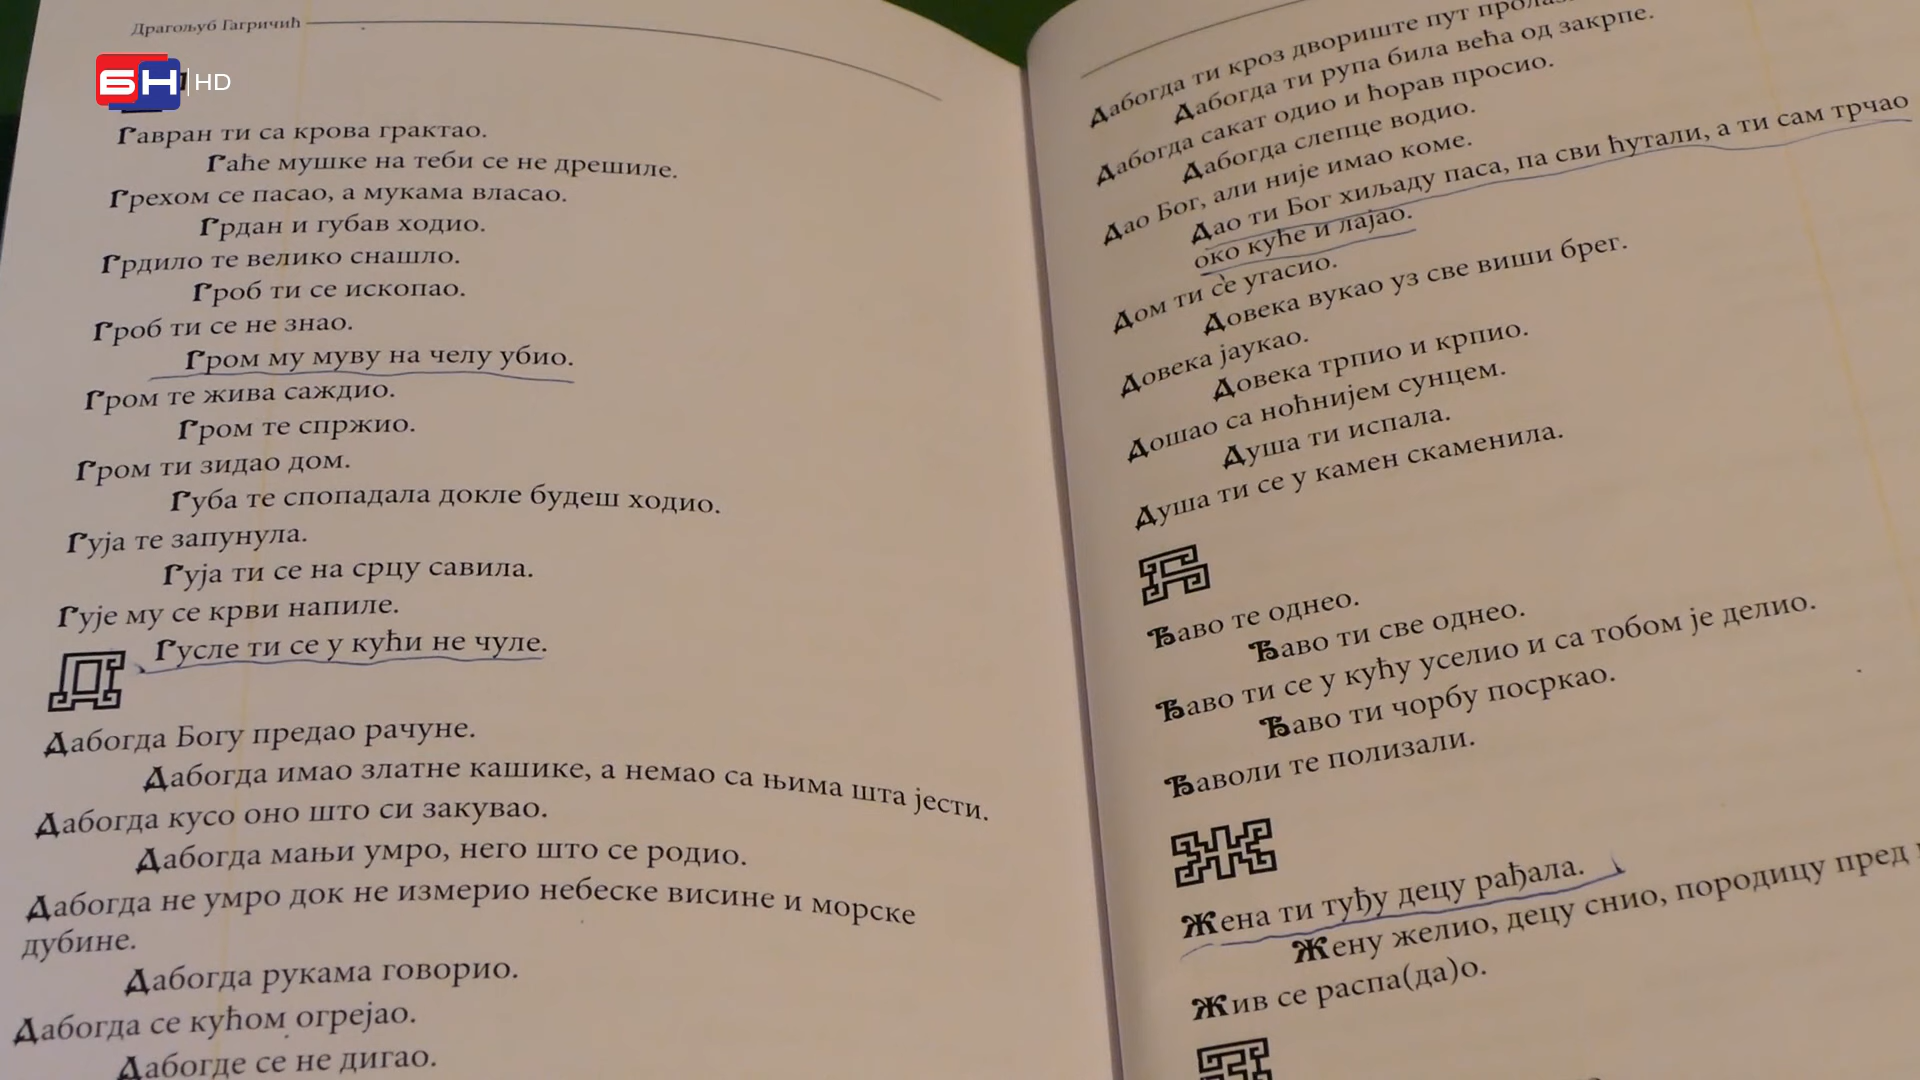 Драгољуб Гагричић
БН HD
Гавран ти са крова грактао.
Гаће мушке на теби се не дрешиле.
Грехом се пасао, а мукама власао.
Грдан и губав ходио.
Грдило те велико снашло.
Гроб ти се ископао.
Гроб ти се не знао.
Гром му муву на челу убио.
Гром те жива саждио.
Гром те спржио.
Гром ти зидао дом.
Губа те спопадала докле будеш ходио.
Гуја те запунула.
Гуја ти се на срцу савила.
Гује му се крви напиле.
Гусле ти се у кући не чуле.
Д
Дабогда Богу предао рачуне.
Дабогда имао златне кашике, а немао са њима шта јести.
Дабогда кусо оно што си закувао.
Дабогда мањи умро, него што се родио.
Дабогда не умро док не измерио небеске висине и морске
дубине.
Дабогда рукама говорио.
Дабогда се кућом огрејао.
Дабогде се не дигао.
Дабогда ти кроз двориште пут
Дабогда ти рупа била већа од закрпе.
Дабогда сакат одио и ћорав просио.
Дабогда слепце водио.
Дао Бог, али није имао коме.
Дао ти Бог хиљаду паса, па сви ћутали, а ти сам трчао
око куће и лајао.
Дом ти се угасио.
Довека вукао уз све виши брег.
Довека јаукао.
Довека трпио и крпио.
Дошао са ноћнијем сунцем.
Душа ти испала.
Душа ти се у камен скаменила.
Ђ
Ђаво те однео.
Ђаво ти све однео.
Ђаво ти се у кућу уселио и са тобом је делио.
Ђаво ти чорбу посркао.
Ђаволи те полизали.
Ж
Жена ти туђу децу рађала.
Жену желио, децу снио, породицу пред
Жив се распа(да)о.